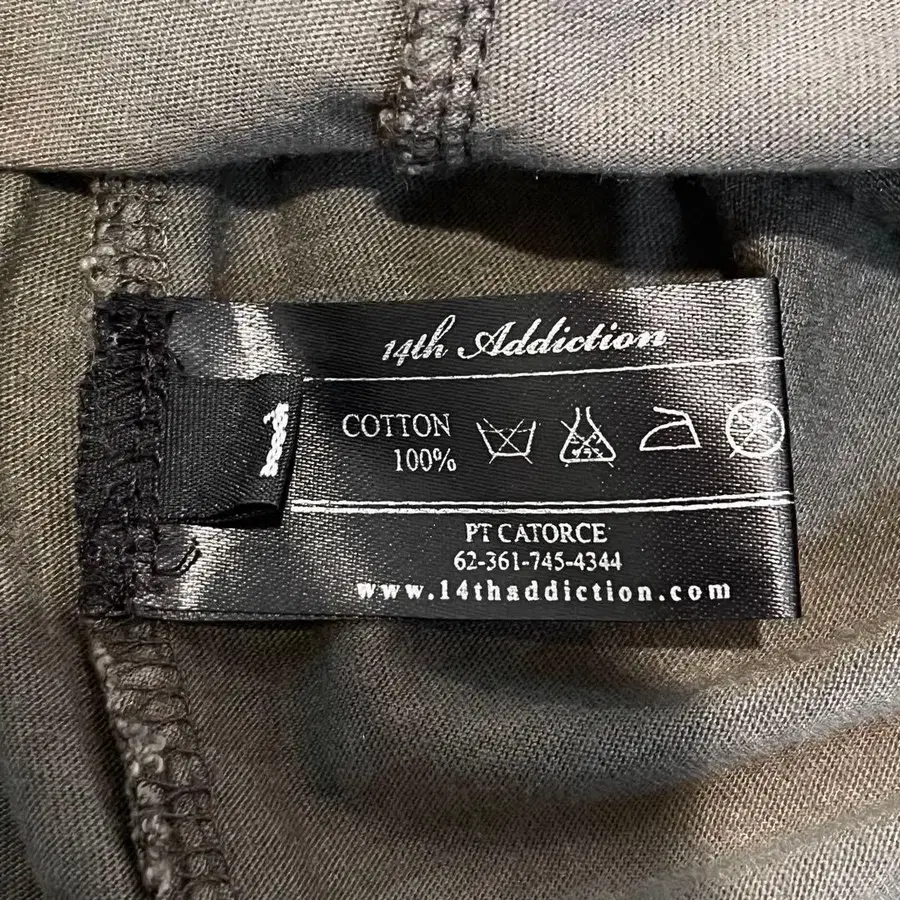 14th Addiction
1
COTTON
100%
PT CATORCE
62-361-745-4344
www.14thaddiction.com